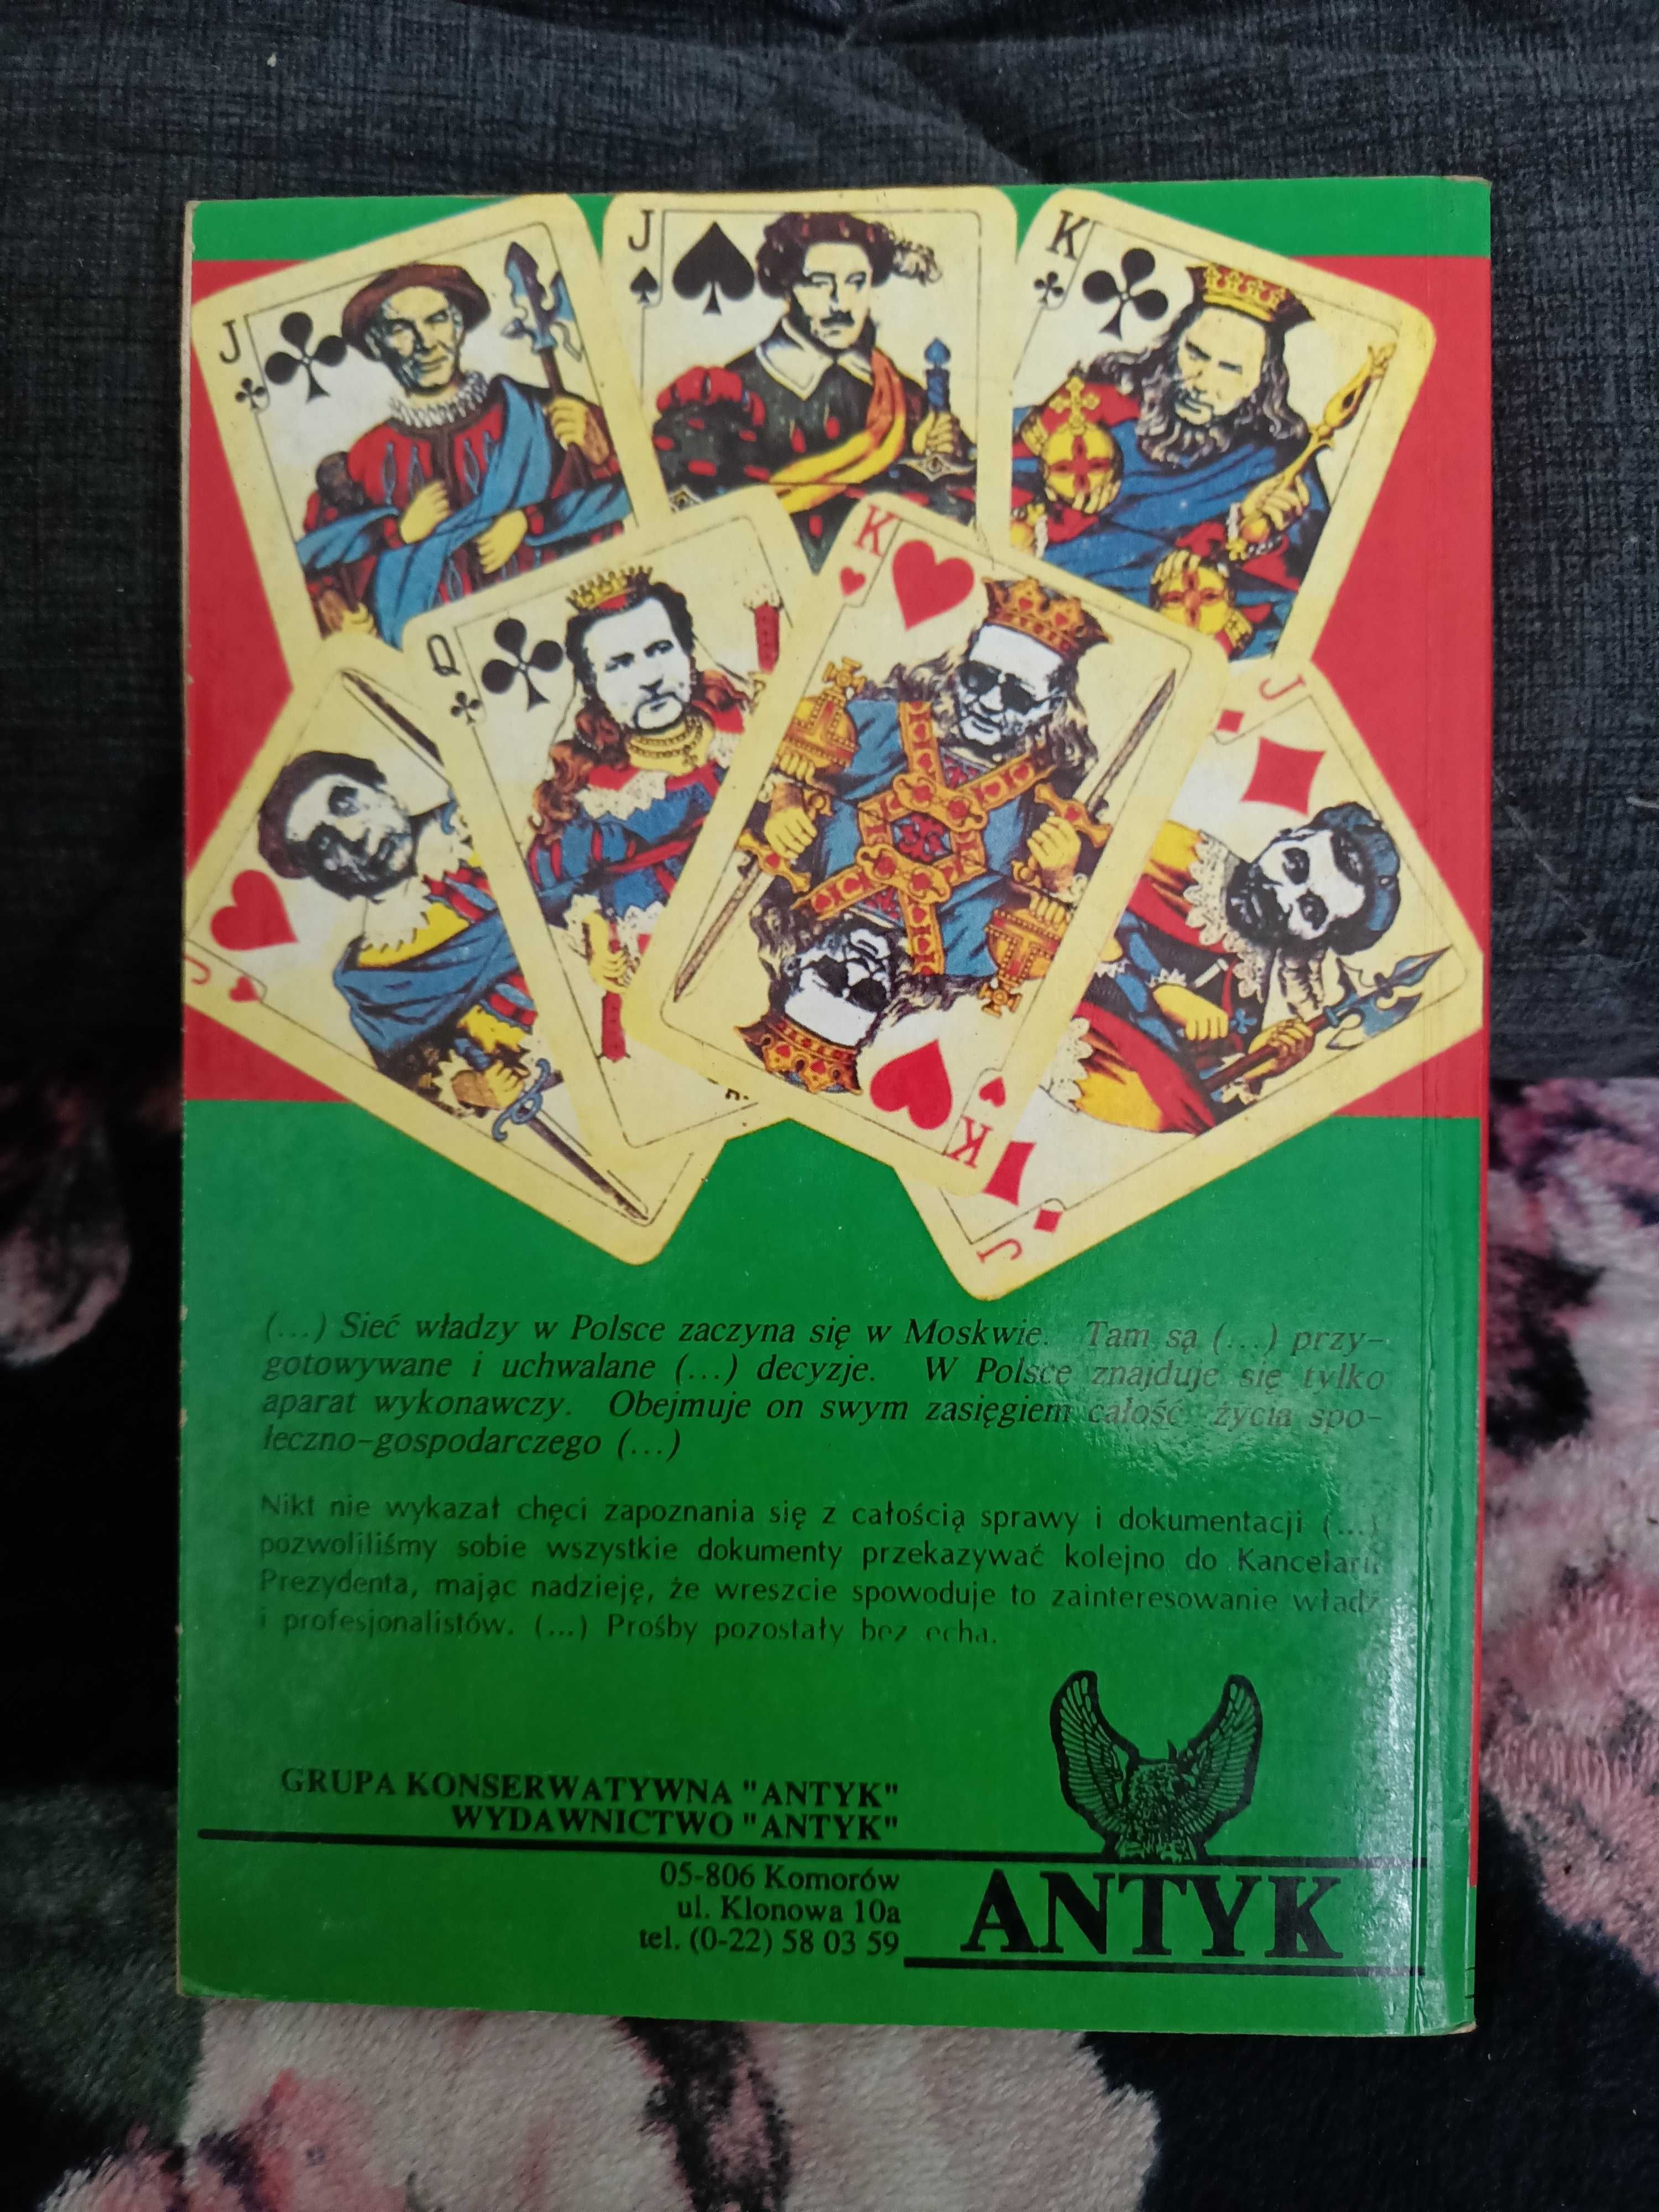 J
J
K
Q
K
J
J
K
J
(...) Sieć władzy w Polsce zaczyna się w Moskwie. Tam są (...) przy-
gotowywane i uchwalane (...) decyzje. W Polsce znajduje się tylko
aparat wykonawczy. Obejmuje on swym zasięgiem całość życia spo-
łeczno-gospodarczego (...)
Nikt nie wykazał chęci zapoznania się z całością sprawy i dokumentacji (...)
pozwoliliśmy sobie wszystkie dokumenty przekazywać kolejno do Kancelarii
Prezydenta, mając nadzieję, że wreszcie spowoduje to zainteresowanie władz
i profesjonalistów. (...) Prośby pozostały bez echa.
GRUPA KONSERWATYWNA "ANTYK"
WYDAWNICTWO "ANTYK"
05-806 Komorów
ul. Klonowa 10a
tel. (0-22) 58 03 59
ANTYK